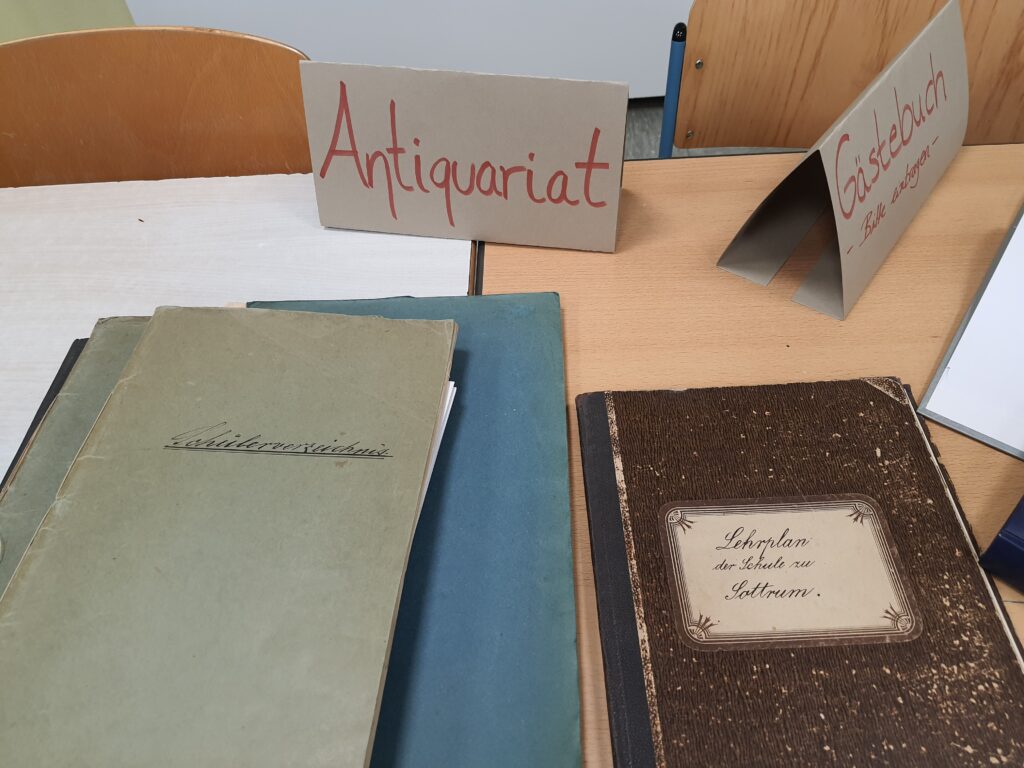 Antiquariat
Gästebuch
- Bitte eintragen -
Schülerverzeichnis
Lehrplan
der Schule zu
Sottrum.